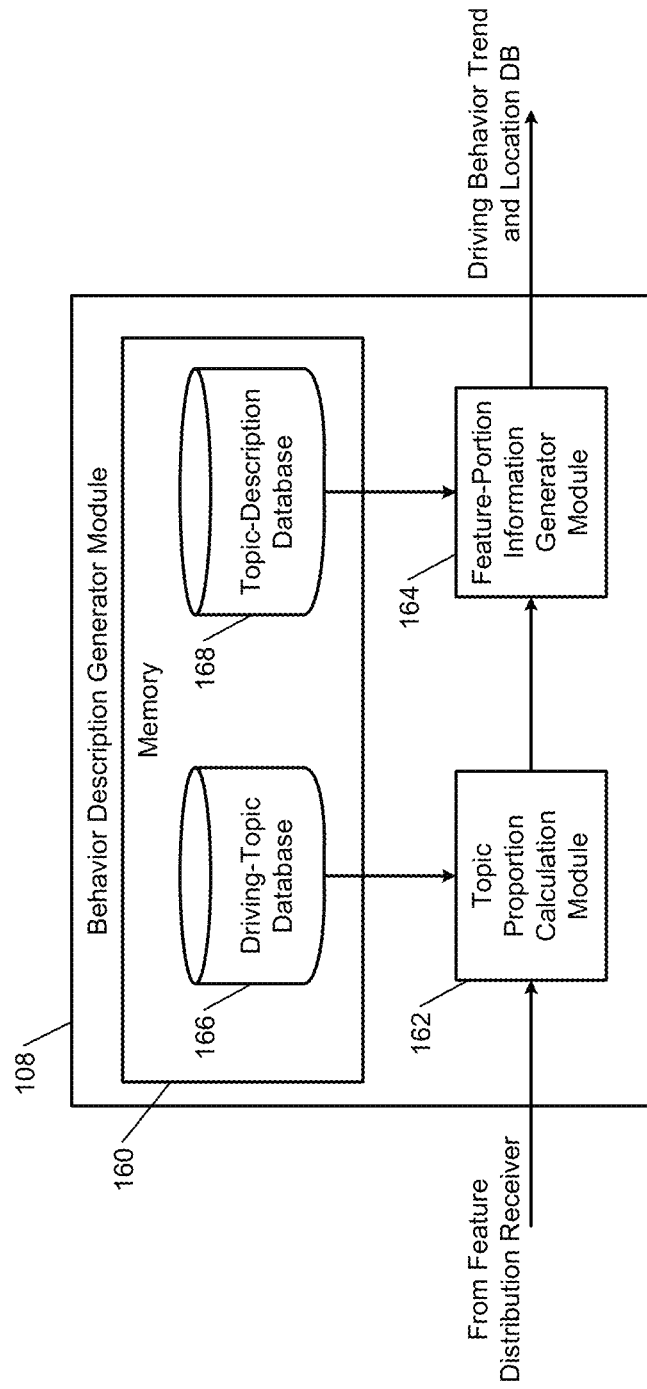 108
Behavior Description Generator Module
160
Memory
Driving-Topic
Database
166
Topic-Description
Database
168
From Feature
Distribution Receiver
162
Topic
Proportion
Calculation
Module
164
Feature-Portion
Information
Generator
Module
Driving Behavior Trend
and Location DB